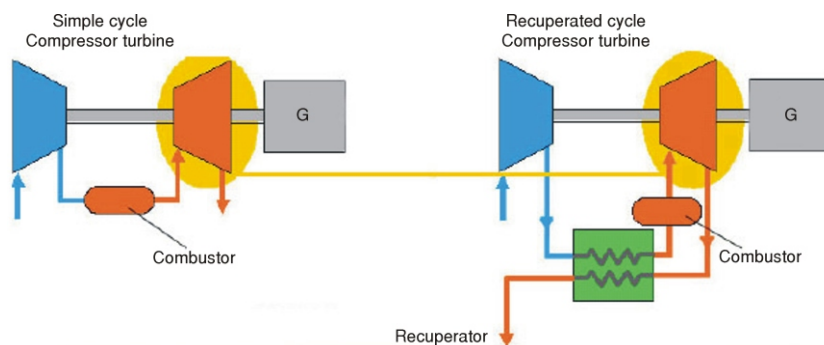 Simple cycle
Compressor turbine
G
Combustor
Recuperated cycle
Compressor turbine
G
Combustor
Recuperator